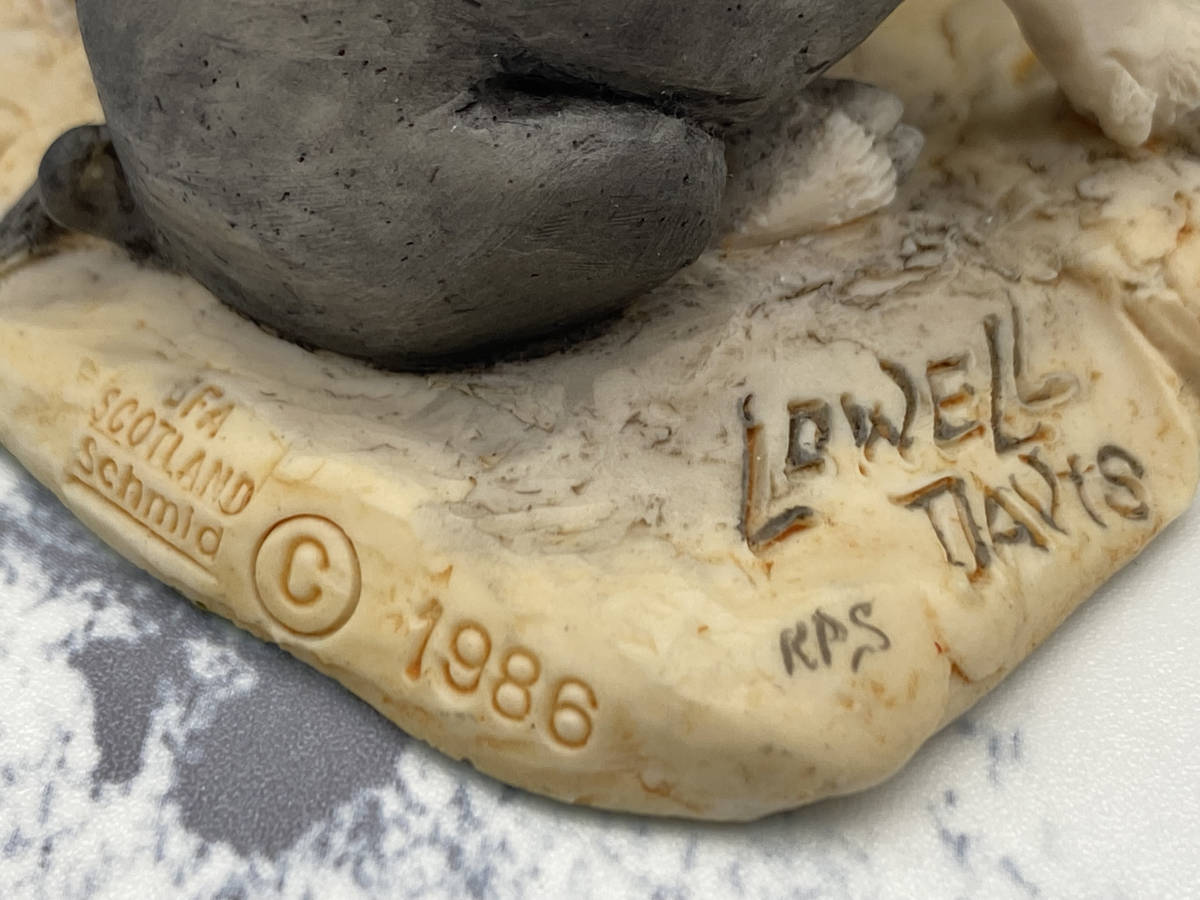 BFA
SCOTLAND
Schmid
© 1986
LOWELL
DAVIS
RPS